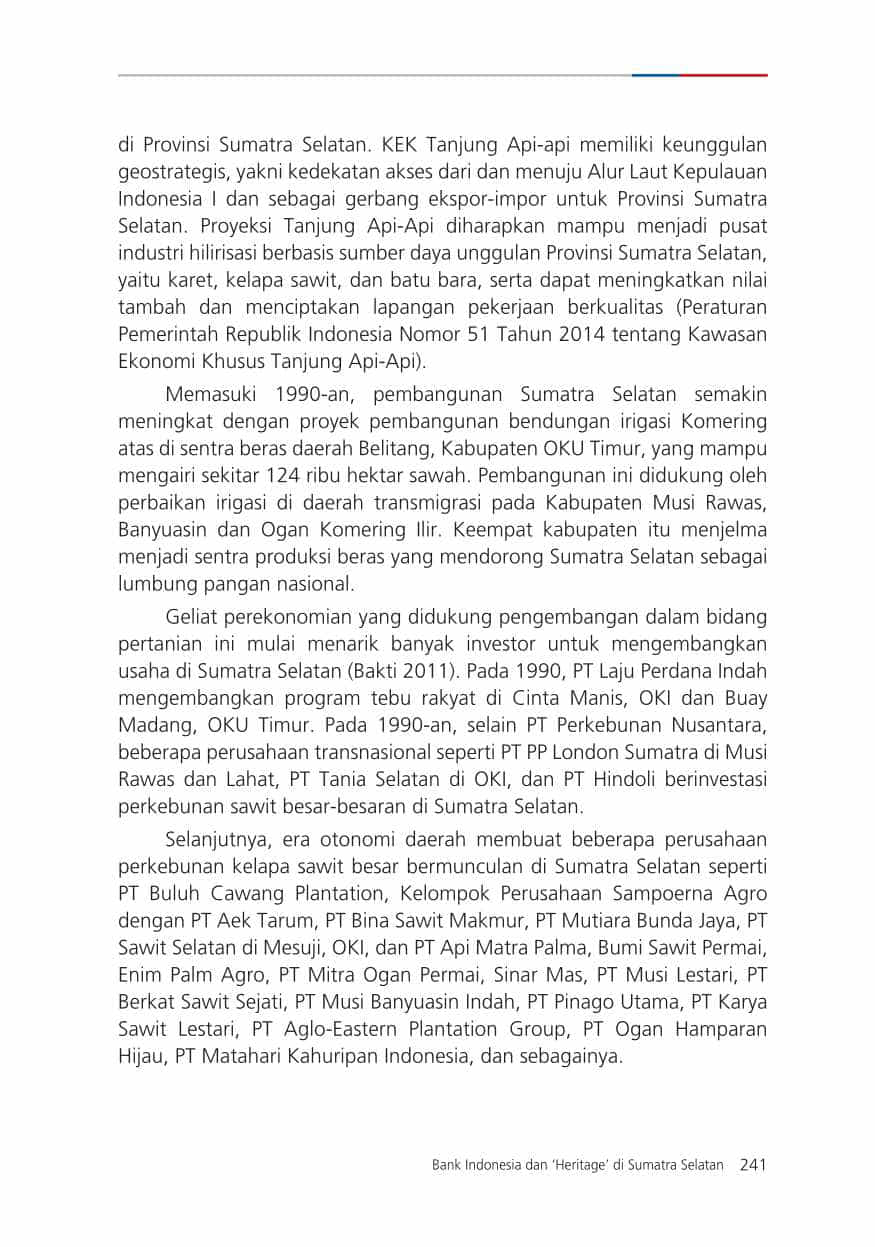 di Provinsi Sumatra Selatan. KEK Tanjung Api-api memiliki keunggulan
geostrategis, yakni kedekatan akses dari dan menuju Alur Laut Kepulauan
Indonesia I dan sebagai gerbang ekspor-impor untuk Provinsi Sumatra
Selatan. Proyeksi Tanjung Api-Api diharapkan mampu menjadi pusat
industri hilirisasi berbasis sumber daya unggulan Provinsi Sumatra Selatan,
yaitu karet, kelapa sawit, dan batu bara, serta dapat meningkatkan nilai
tambah dan menciptakan lapangan pekerjaan berkualitas (Peraturan
Pemerintah Republik Indonesia Nomor 51 Tahun 2014 tentang Kawasan
Ekonomi Khusus Tanjung Api-Api).
Memasuki 1990-an, pembangunan Sumatra Selatan semakin
meningkat dengan proyek pembangunan bendungan irigasi Komering
atas di sentra beras daerah Belitang, Kabupaten OKU Timur, yang mampu
mengairi sekitar 124 ribu hektar sawah. Pembangunan ini didukung oleh
perbaikan irigasi di daerah transmigrasi pada Kabupaten Musi Rawas,
Banyuasin dan Ogan Komering Ilir. Keempat kabupaten itu menjelma
menjadi sentra produksi beras yang mendorong Sumatra Selatan sebagai
lumbung pangan nasional.
Geliat perekonomian yang didukung pengembangan dalam bidang
pertanian ini mulai menarik banyak investor untuk mengembangkan
usaha di Sumatra Selatan (Bakti 2011). Pada 1990, PT Laju Perdana Indah
mengembangkan program tebu rakyat di Cinta Manis, OKI dan Buay
Madang, OKU Timur. Pada 1990-an, selain PT Perkebunan Nusantara,
beberapa perusahaan transnasional seperti PT PP London Sumatra di Musi
Rawas dan Lahat, PT Tania Selatan di OKI, dan PT Hindoli berinvestasi
perkebunan sawit besar-besaran di Sumatra Selatan.
Selanjutnya, era otonomi daerah membuat beberapa perusahaan
perkebunan kelapa sawit besar bermunculan di Sumatra Selatan seperti
PT Buluh Cawang Plantation, Kelompok Perusahaan Sampoerna Agro
dengan PT Aek Tarum, PT Bina Sawit Makmur, PT Mutiara Bunda Jaya, PT
Sawit Selatan di Mesuji, OKI, dan PT Api Matra Palma, Bumi Sawit Permai,
Enim Palm Agro, PT Mitra Ogan Permai, Sinar Mas, PT Musi Lestari, PT
Berkat Sawit Sejati, PT Musi Banyuasin Indah, PT Pinago Utama, PT Karya
Sawit Lestari, PT Aglo-Eastern Plantation Group, PT Ogan Hamparan
Hijau, PT Matahari Kahuripan Indonesia, dan sebagainya.
Bank Indonesia dan ‘Heritage’ di Sumatra Selatan 241